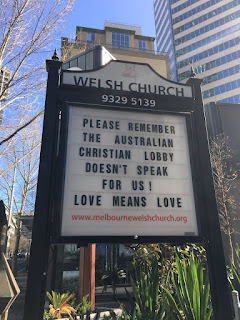 WELSH CHURCH
9329 5139
PLEASE REMEMBER
THE AUSTRALIAN
CHRISTIAN LOBBY
DOESN'T SPEAK
FOR US!
LOVE MEANS LOVE
www.melbournewelshchurch.org